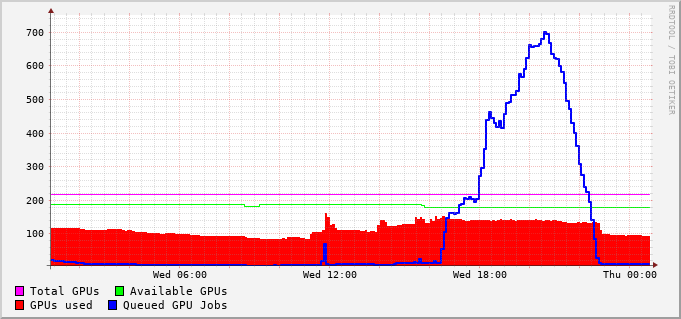 RRDTOOL / TOBI OETIKER
700
600
500
400
300
200
100
Wed 06:00 Wed 12:00 Wed 18:00 Thu 00:00
Total GPUs Available GPUs
GPUs used Queued GPU Jobs